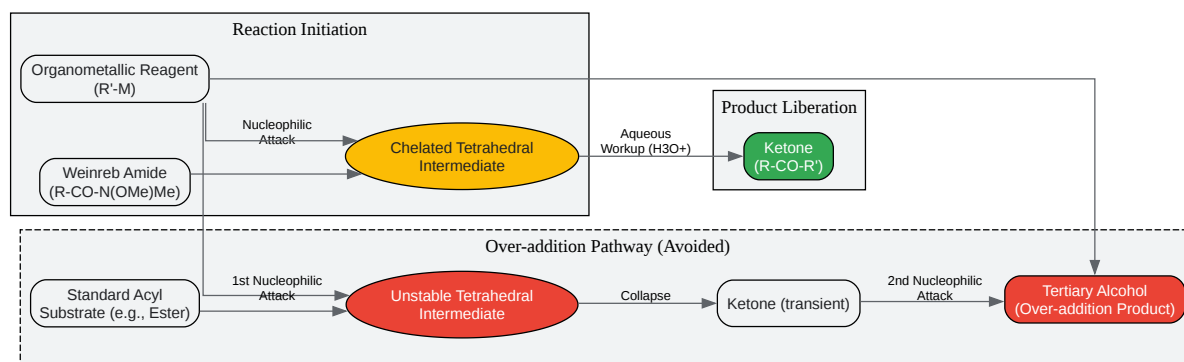 Reaction Initiation
Organometallic Reagent
(R'-M)
Nucleophilic
Attack
Weinreb Amide
(R-CO-N(OMe)Me)
Chelated Tetrahedral
Intermediate
Aqueous
Workup (H3O+)
Product Liberation
Ketone
(R-CO-R')
Over-addition Pathway (Avoided)
Standard Acyl
Substrate (e.g., Ester)
1st Nucleophilic
Attack
Unstable Tetrahedral
Intermediate
Collapse
Ketone (transient)
2nd Nucleophilic
Attack
Tertiary Alcohol
(Over-addition Product)